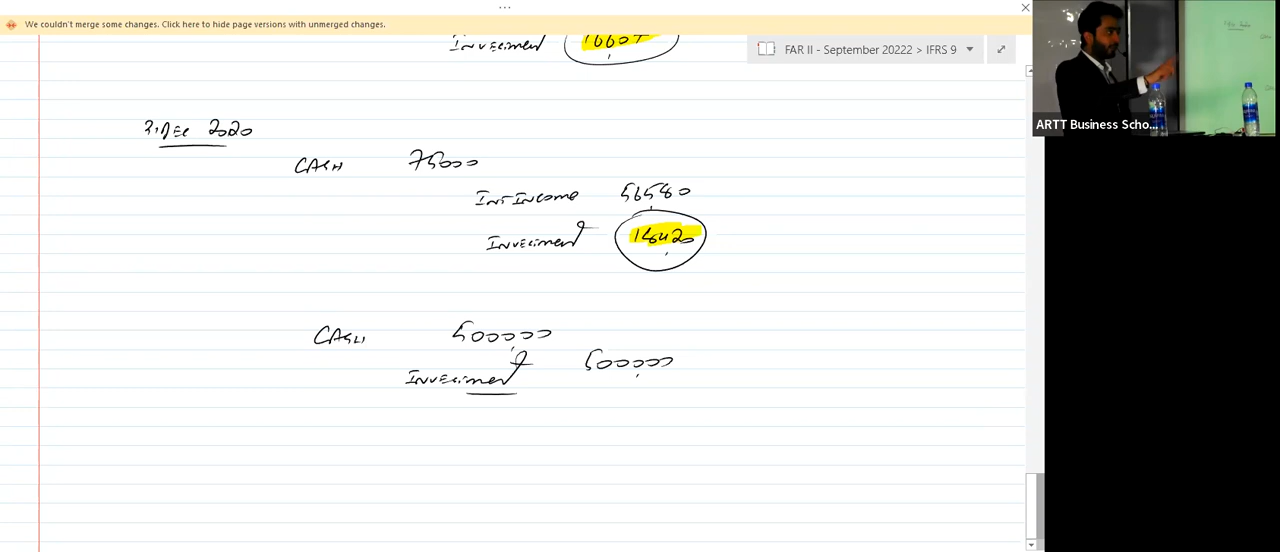 ...
We couldn't merge some changes. Click here to hide page versions with unmerged changes.
Investment 16607
FAR II - September 20222 > IFRS 9
ARTT Business Scho...
31 Dec 2020
CASH 75000
INT INCOME 56580
Investment 18420
CASH 500000
500000
Investment